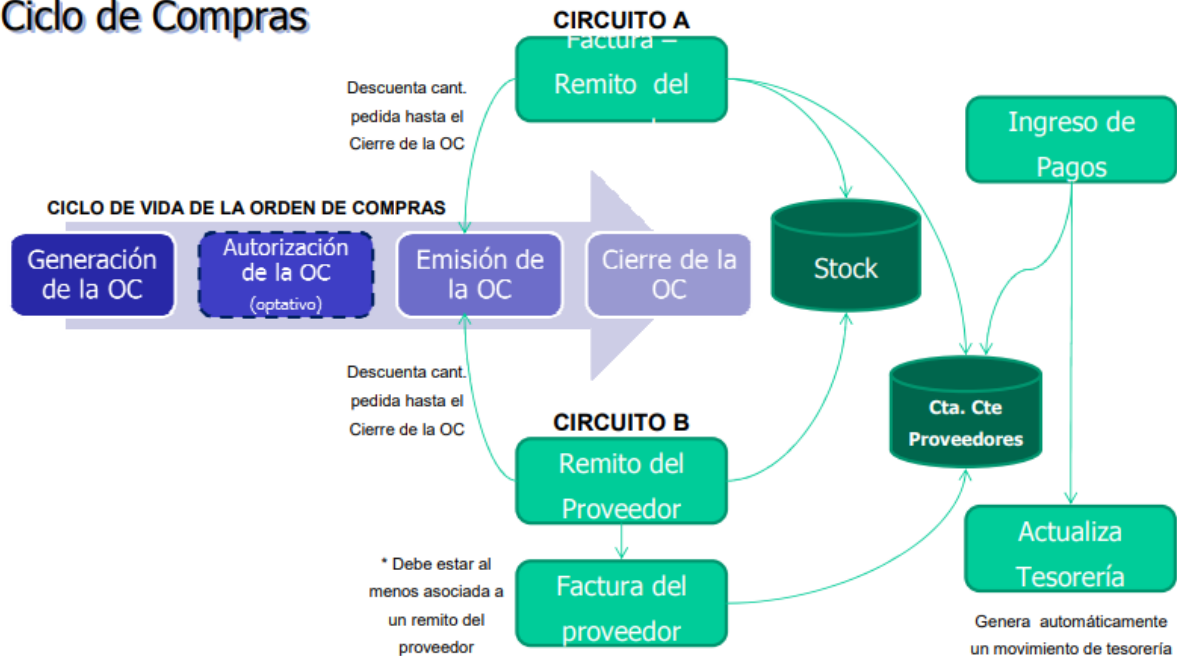 Ciclo de Compras
CIRCUITO A
Factura –
Remito del
Descuenta cant.
pedida hasta el
Cierre de la OC
Ingreso de
Pagos
CICLO DE VIDA DE LA ORDEN DE COMPRAS
Generación
de la OC
Autorización
de la OC
(optativo)
Emisión de
la OC
Cierre de la
OC
Stock
Descuenta cant.
pedida hasta el
Cierre de la OC
Cta. Cte
Proveedores
CIRCUITO B
Remito del
Proveedor
* Debe estar al
menos asociada a
un remito del
proveedor
Factura del
proveedor
Actualiza
Tesorería
Genera automáticamente
un movimiento de tesorería